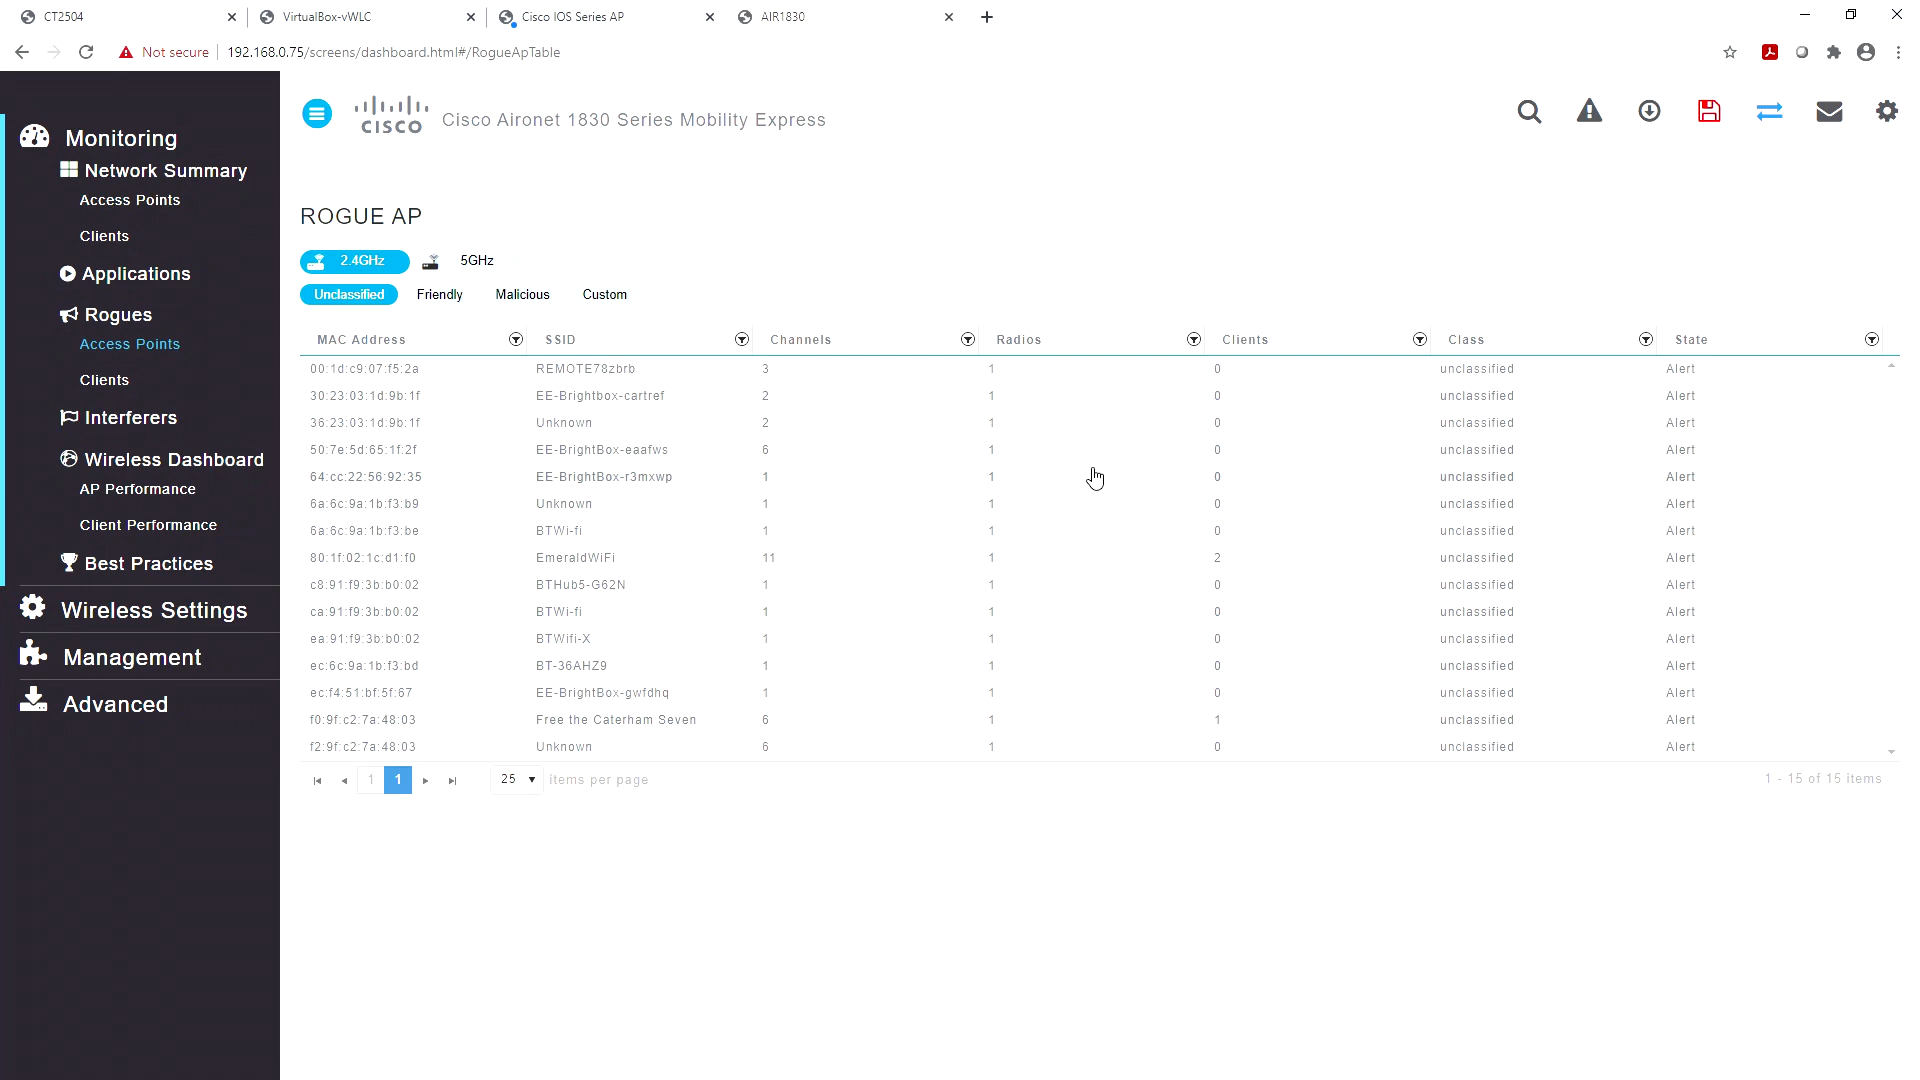 CT2504
VirtualBox-vWLC
Cisco IOS Series AP
AIR1830
Not secure
192.168.0.75/screens/dashboard.html#/RogueApTable
Monitoring
Network Summary
Access Points
Clients
Applications
Rogues
Access Points
Clients
Interferers
Wireless Dashboard
AP Performance
Client Performance
Best Practices
Wireless Settings
Management
Advanced
CISCO
Cisco Aironet 1830 Series Mobility Express
ROGUE AP
2.4GHz 5GHz
Unclassified Friendly Malicious Custom
MAC Address SSID Channels Radios Clients Class State
00:1d:c9:07:f5:2a REMOTE78zbrb 3 1 0 unclassified Alert
30:23:03:1d:9b:1f EE-Brightbox-cartref 2 1 0 unclassified Alert
36:23:03:1d:9b:1f Unknown 2 1 0 unclassified Alert
50:7e:5d:65:1f:2f EE-BrightBox-eaafws 6 1 0 unclassified Alert
64:cc:22:56:92:35 EE-BrightBox-r3mxwp 1 1 0 unclassified Alert
6a:6c:9a:1b:f3:b9 Unknown 1 1 0 unclassified Alert
6a:6c:9a:1b:f3:be BTWi-fi 1 1 0 unclassified Alert
80:1f:02:1c:d1:f0 EmeraldWiFi 11 1 2 unclassified Alert
c8:91:f9:3b:b0:02 BTHub5-G62N 1 1 0 unclassified Alert
ca:91:f9:3b:b0:02 BTWi-fi 1 1 0 unclassified Alert
ea:91:f9:3b:b0:02 BTWifi-X 1 1 0 unclassified Alert
ec:6c:9a:1b:f3:bd BT-36AHZ9 1 1 0 unclassified Alert
ec:f4:51:bf:5f:67 EE-BrightBox-gwfdhq 1 1 0 unclassified Alert
f0:9f:c2:7a:48:03 Free the Caterham Seven 6 1 1 unclassified Alert
f2:9f:c2:7a:48:03 Unknown 6 1 0 unclassified Alert
1 1 25 items per page 1 - 15 of 15 items